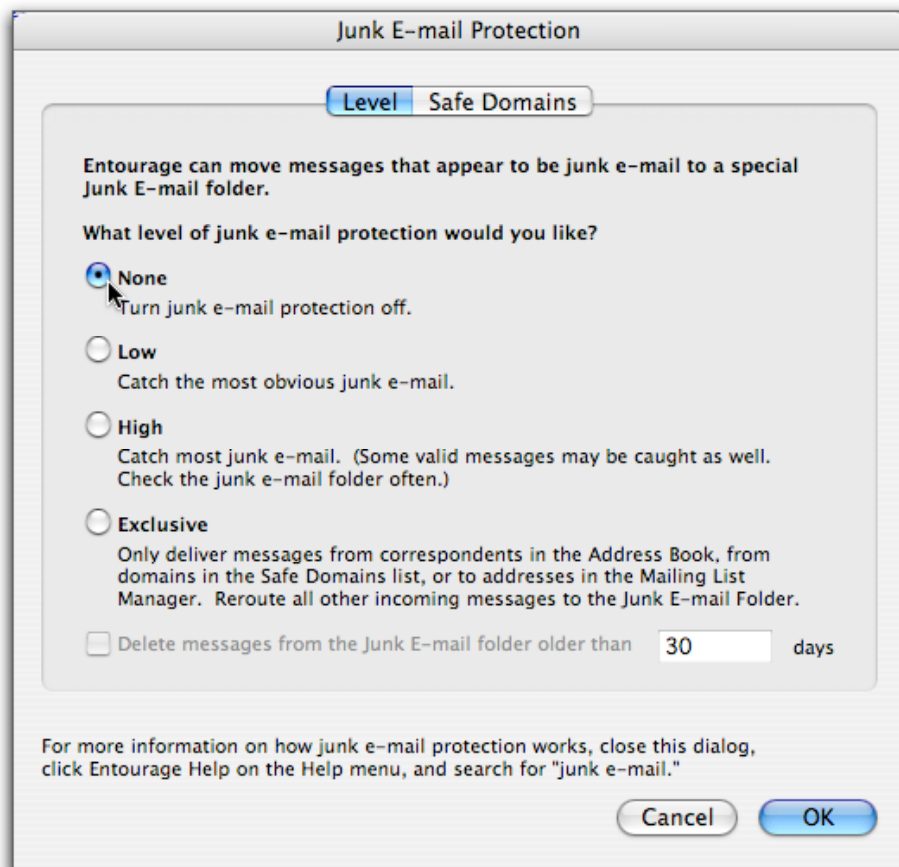 Junk E-mail Protection
Level Safe Domains
Entourage can move messages that appear to be junk e-mail to a special
Junk E-mail folder.
What level of junk e-mail protection would you like?
None
Turn junk e-mail protection off.
Low
Catch the most obvious junk e-mail.
High
Catch most junk e-mail. (Some valid messages may be caught as well.
Check the junk e-mail folder often.)
Exclusive
Only deliver messages from correspondents in the Address Book, from
domains in the Safe Domains list, or to addresses in the Mailing List
Manager. Reroute all other incoming messages to the Junk E-mail Folder.
Delete messages from the Junk E-mail folder older than 30 days
For more information on how junk e-mail protection works, close this dialog,
click Entourage Help on the Help menu, and search for "junk e-mail."
Cancel OK